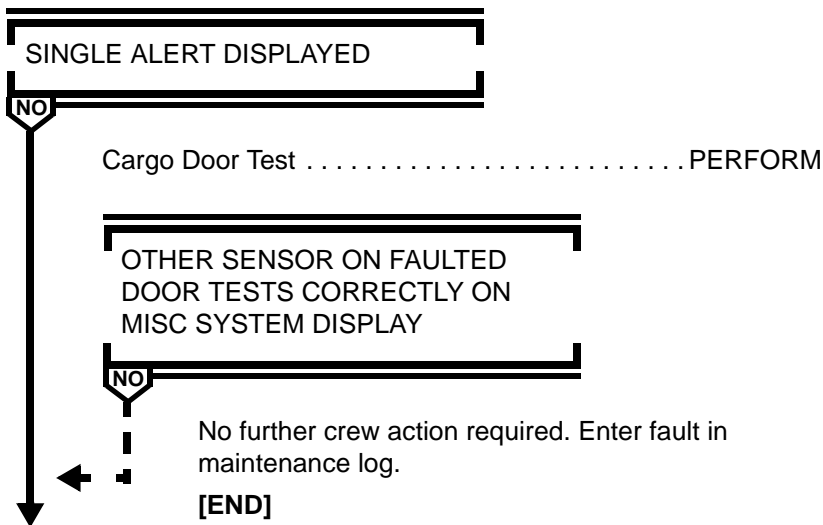 SINGLE ALERT DISPLAYED
NO
Cargo Door Test . . . . . . . . . . . . . . . . . . . . . . . . . . PERFORM
OTHER SENSOR ON FAULTED
DOOR TESTS CORRECTLY ON
MISC SYSTEM DISPLAY
NO
No further crew action required. Enter fault in
maintenance log.
[END]